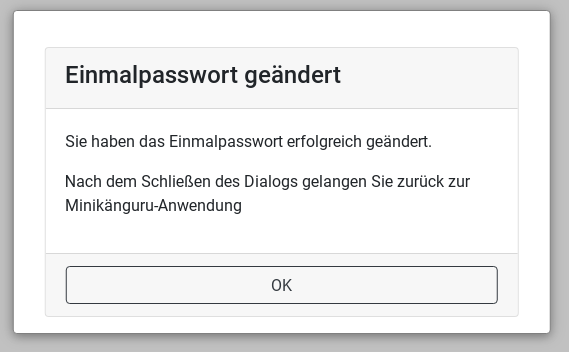 Einmalpasswort geändert
Sie haben das Einmalpasswort erfolgreich geändert.
Nach dem Schließen des Dialogs gelangen Sie zurück zur
Minikänguru-Anwendung
OK